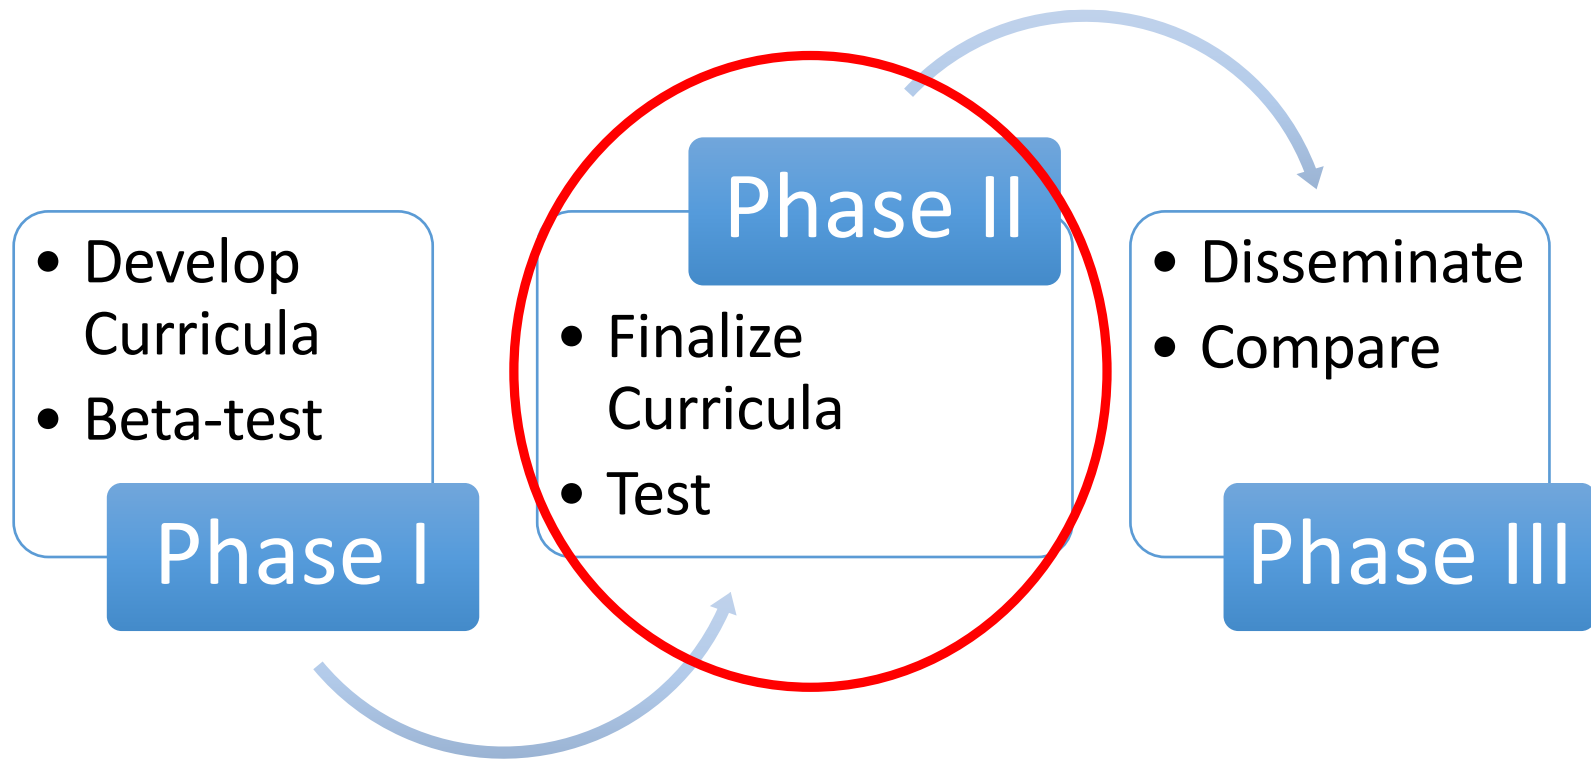 • Develop
Curricula
• Beta-test
Phase I
Phase II
• Finalize
Curricula
• Test
• Disseminate
• Compare
Phase III